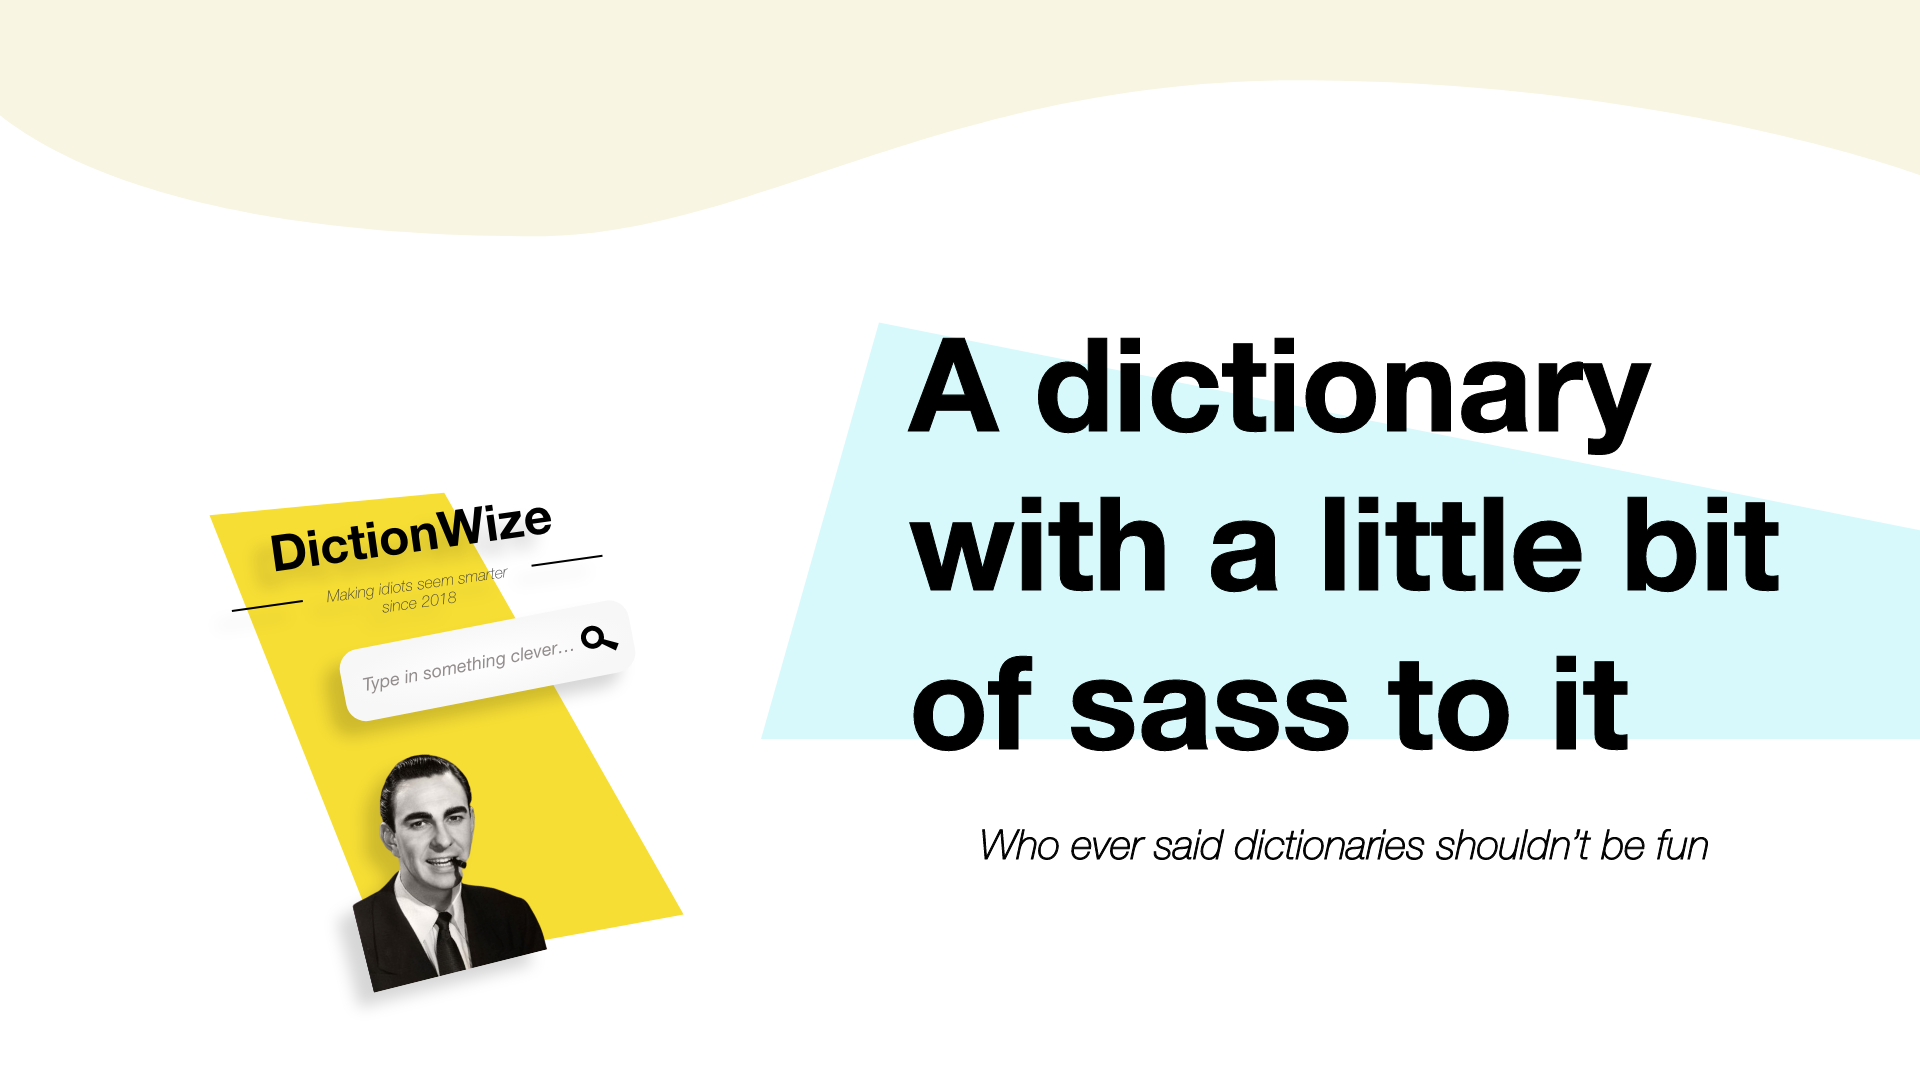 DictionWize
Making idiots seem smarter
since 2018
Type in something clever...
A dictionary
with a little bit
of sass to it
Who ever said dictionaries shouldn't be fun